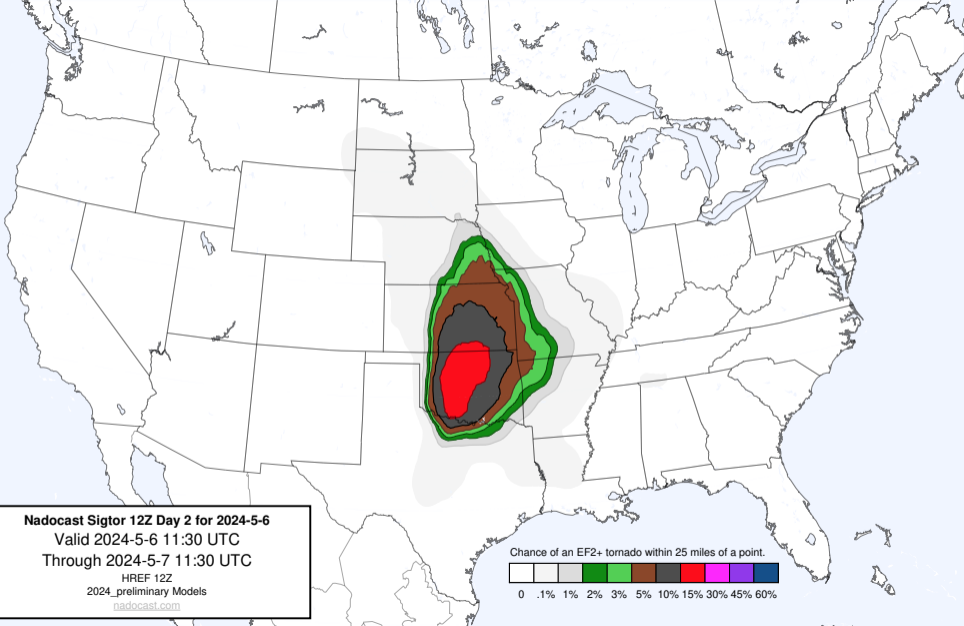 Nadocast Sigtor 12Z Day 2 for 2024-5-6
Valid 2024-5-6 11:30 UTC
Through 2024-5-7 11:30 UTC
HREF 12Z
2024_preliminary Models
nadocast.com
Chance of an EF2+ tornado within 25 miles of a point.
0 .1% 1% 2% 3% 5% 10% 15% 30% 45% 60%